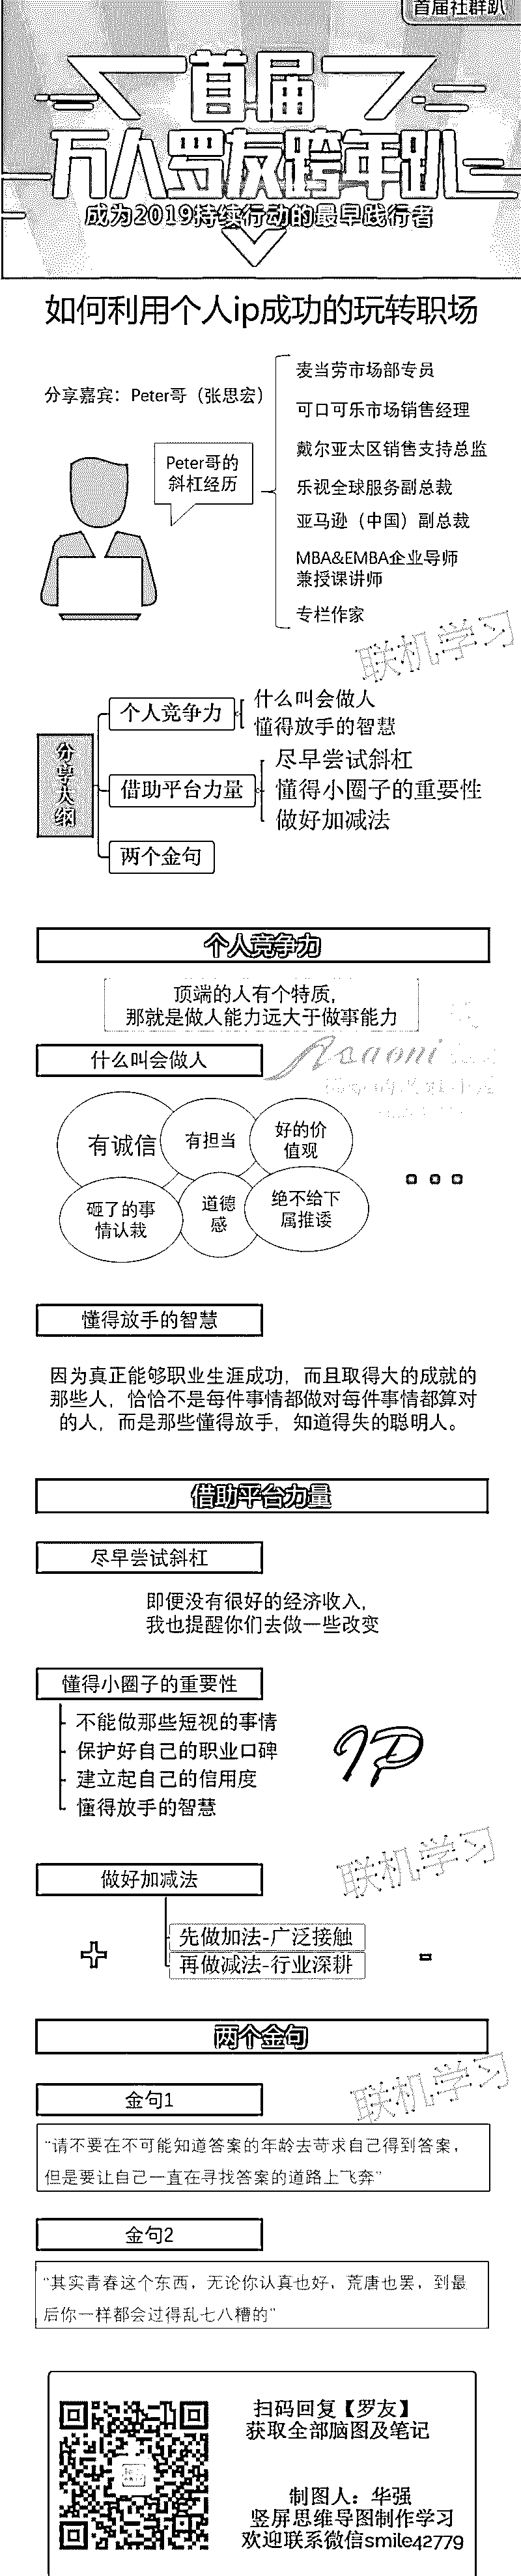 首届社群趴
首届
万人罗友跨年趴
成为2019持续行动的最早践行者
如何利用个人ip成功的玩转职场
分享嘉宾：Peter哥（张思宏）
Peter哥的
斜杠经历
麦当劳市场部专员
可口可乐市场销售经理
戴尔亚太区销售支持总监
乐视全球服务副总裁
亚马逊（中国）副总裁
MBA&EMBA企业导师
兼授课讲师
专栏作家
联机学习
分享大纲
个人竞争力
什么叫会做人
懂得放手的智慧
借助平台力量
尽早尝试斜杠
懂得小圈子的重要性
做好加减法
两个金句
个人竞争力
顶端的人有个特质，
那就是做人能力远大于做事能力
什么叫会做人
有诚信
有担当
好的价
值观
砸了的事
情认栽
道德
感
绝不给下
属推诿
懂得放手的智慧
因为真正能够职业生涯成功，而且取得大的成就的
那些人，恰恰不是每件事情都做对每件事情都算对
的人，而是那些懂得放手，知道得失的聪明人。
借助平台力量
尽早尝试斜杠
即便没有很好的经济收入，
我也提醒你们去做一些改变
懂得小圈子的重要性
不能做那些短视的事情
保护好自己的职业口碑
建立起自己的信用度
懂得放手的智慧
IP
联机学习
做好加减法
+
先做加法-广泛接触
再做减法-行业深耕
-
两个金句
联机学习
金句1
“请不要在不可能知道答案的年龄去苛求自己得到答案，
但是要让自己一直在寻找答案的道路上飞奔”
金句2
“其实青春这个东西，无论你认真也好，荒唐也罢，到最
后你一样都会过得乱七八糟的”
扫码回复【罗友】
获取全部脑图及笔记
制图人：华强
竖屏思维导图制作学习
欢迎联系微信smile42779